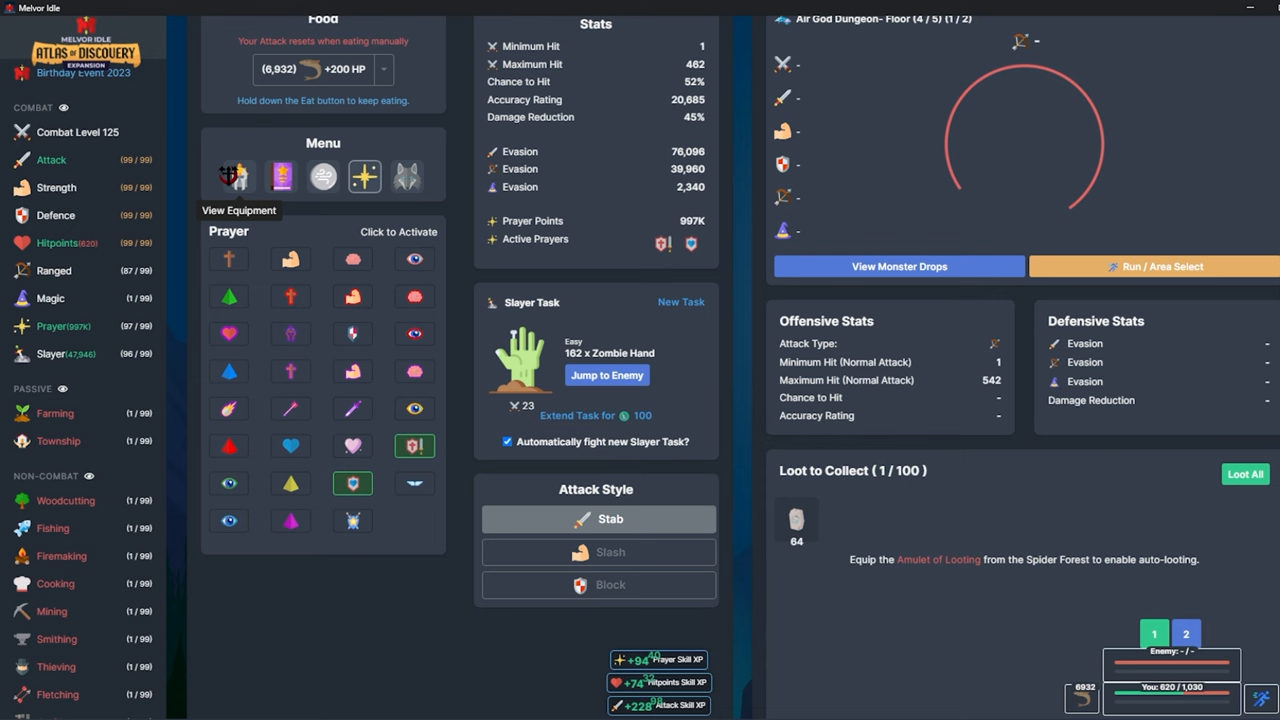 Melvor Idle
MELVOR IDLE
ATLAS OF DISCOVERY
EXPANSION
Birthday Event 2023
COMBAT
Combat Level 125
Attack (99 / 99)
Strength (99 / 99)
Defence (99 / 99)
Hitpoints(620) (99 / 99)
Ranged (87 / 99)
Magic (1 / 99)
Prayer(997K) (97 / 99)
Slayer(47,946) (96 / 99)
PASSIVE
Farming (1 / 99)
Township (1 / 99)
NON-COMBAT
Woodcutting (1 / 99)
Fishing (1 / 99)
Firemaking (1 / 99)
Cooking (1 / 99)
Mining (1 / 99)
Smithing (1 / 99)
Thieving (1 / 99)
Fletching (1 / 99)
Food
Your Attack resets when eating manually
(6,932) +200 HP
Hold down the Eat button to keep eating.
Menu
View Equipment
Prayer Click to Activate
Stats
Minimum Hit 1
Maximum Hit 462
Chance to Hit 52%
Accuracy Rating 20,685
Damage Reduction 45%
Evasion 76,096
Evasion 39,960
Evasion 2,340
Prayer Points 997K
Active Prayers
Slayer Task New Task
Easy
162 x Zombie Hand
Jump to Enemy
23
Extend Task for 100
Automatically fight new Slayer Task?
Attack Style
Stab
Slash
Block
+94 Prayer Skill XP
+74 Hitpoints Skill XP
+228 Attack Skill XP
Air God Dungeon- Floor (4 / 5) (1 / 2)
-
-
-
-
-
-
-
View Monster Drops
Run / Area Select
Offensive Stats
Attack Type:
Minimum Hit (Normal Attack) 1
Maximum Hit (Normal Attack) 542
Chance to Hit -
Accuracy Rating -
Defensive Stats
Evasion -
Evasion -
Evasion -
Damage Reduction -
Loot to Collect ( 1 / 100 )
Loot All
64
Equip the Amulet of Looting from the Spider Forest to enable auto-looting.
1 2
Enemy: - / -
6932
You: 620 / 1,030